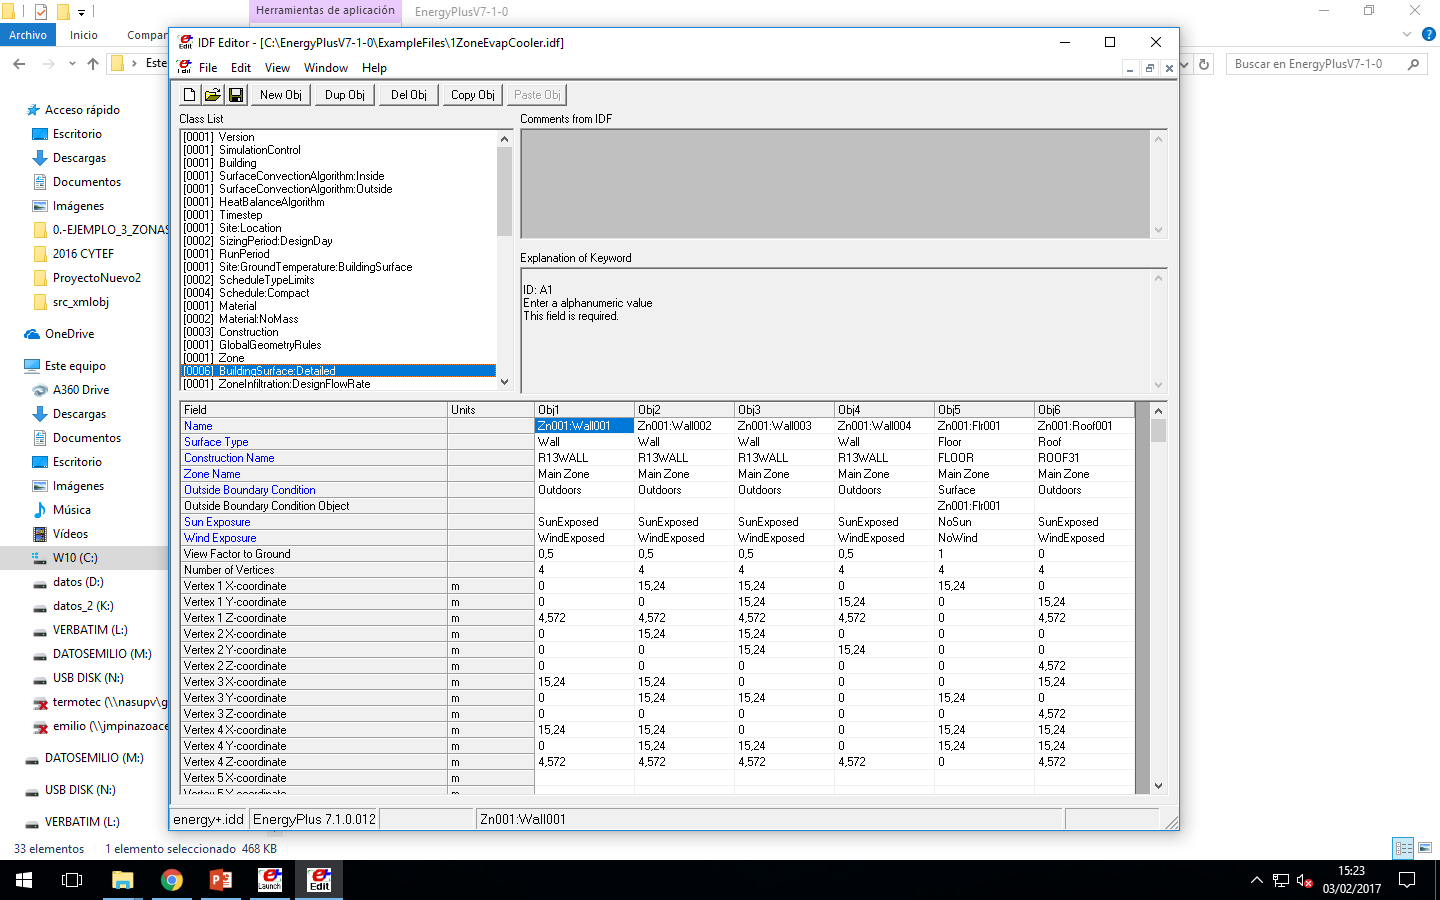 Herramientas de aplicación
EnergyPlusV7-1-0
Archivo
Inicio
Compar
Este
Buscar en EnergyPlusV7-1-0
Acceso rápido
Escritorio
Descargas
Documentos
Imágenes
0.-EJEMPLO_3_ZONAS
2016 CYTEF
ProyectoNuevo2
src_xmlobj
OneDrive
Este equipo
A360 Drive
Descargas
Documentos
Escritorio
Imágenes
Música
Vídeos
W10 (C:)
datos (D:)
datos_2 (K:)
VERBATIM (L:)
DATOSEMILIO (M:)
USB DISK (N:)
termotec (\\nasupv\g
emilio (\\jmpinazoace
DATOSEMILIO (M:)
USB DISK (N:)
VERBATIM (L:)
33 elementos 1 elemento seleccionado 468 KB
IDF Editor - [C:\EnergyPlusV7-1-0\ExampleFiles\1ZoneEvapCooler.idf]
File Edit View Window Help
New Obj Dup Obj Del Obj Copy Obj Paste Obj
Class List
[0001] Version
[0001] SimulationControl
[0001] Building
[0001] SurfaceConvectionAlgorithm:Inside
[0001] SurfaceConvectionAlgorithm:Outside
[0001] HeatBalanceAlgorithm
[0001] Timestep
[0001] Site:Location
[0002] SizingPeriod:DesignDay
[0001] RunPeriod
[0001] Site:GroundTemperature:BuildingSurface
[0002] ScheduleTypeLimits
[0004] Schedule:Compact
[0001] Material
[0002] Material:NoMass
[0003] Construction
[0001] GlobalGeometryRules
[0001] Zone
[0006] BuildingSurface:Detailed
[0001] ZoneInfiltration:DesignFlowRate
Comments from IDF
Explanation of Keyword
ID: A1
Enter a alphanumeric value
This field is required.
Field Units Obj1 Obj2 Obj3 Obj4 Obj5 Obj6
Name Zn001:Wall001 Zn001:Wall002 Zn001:Wall003 Zn001:Wall004 Zn001:Flr001 Zn001:Roof001
Surface Type Wall Wall Wall Wall Floor Roof
Construction Name R13WALL R13WALL R13WALL R13WALL FLOOR ROOF31
Zone Name Main Zone Main Zone Main Zone Main Zone Main Zone Main Zone
Outside Boundary Condition Outdoors Outdoors Outdoors Outdoors Surface Outdoors
Outside Boundary Condition Object Zn001:Flr001
Sun Exposure SunExposed SunExposed SunExposed SunExposed NoSun SunExposed
Wind Exposure WindExposed WindExposed WindExposed WindExposed NoWind WindExposed
View Factor to Ground 0,5 0,5 0,5 0,5 1 0
Number of Vertices 4 4 4 4 4 4
Vertex 1 X-coordinate m 0 15,24 15,24 0 15,24 0
Vertex 1 Y-coordinate m 0 0 15,24 15,24 0 15,24
Vertex 1 Z-coordinate m 4,572 4,572 4,572 4,572 0 4,572
Vertex 2 X-coordinate m 0 15,24 15,24 0 0 0
Vertex 2 Y-coordinate m 0 0 15,24 15,24 0 0
Vertex 2 Z-coordinate m 0 0 0 0 0 4,572
Vertex 3 X-coordinate m 15,24 15,24 0 0 0 15,24
Vertex 3 Y-coordinate m 0 15,24 15,24 0 15,24 0
Vertex 3 Z-coordinate m 0 0 0 0 0 4,572
Vertex 4 X-coordinate m 15,24 15,24 0 0 15,24 15,24
Vertex 4 Y-coordinate m 0 15,24 15,24 0 15,24 15,24
Vertex 4 Z-coordinate m 4,572 4,572 4,572 4,572 0 4,572
Vertex 5 X-coordinate m
Vertex 5 Y-coordinate m
energy+.idd EnergyPlus 7.1.0.012 Zn001:Wall001
Launch
Edit
15:23
03/02/2017